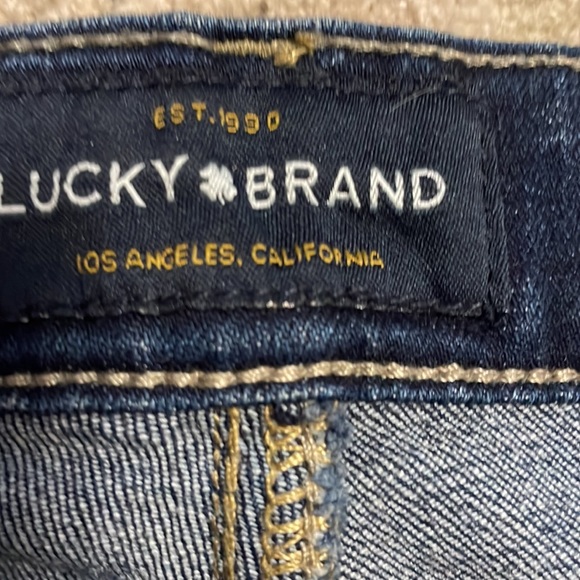 EST. 1990
LUCKY BRAND
LOS ANGELES, CALIFORNIA